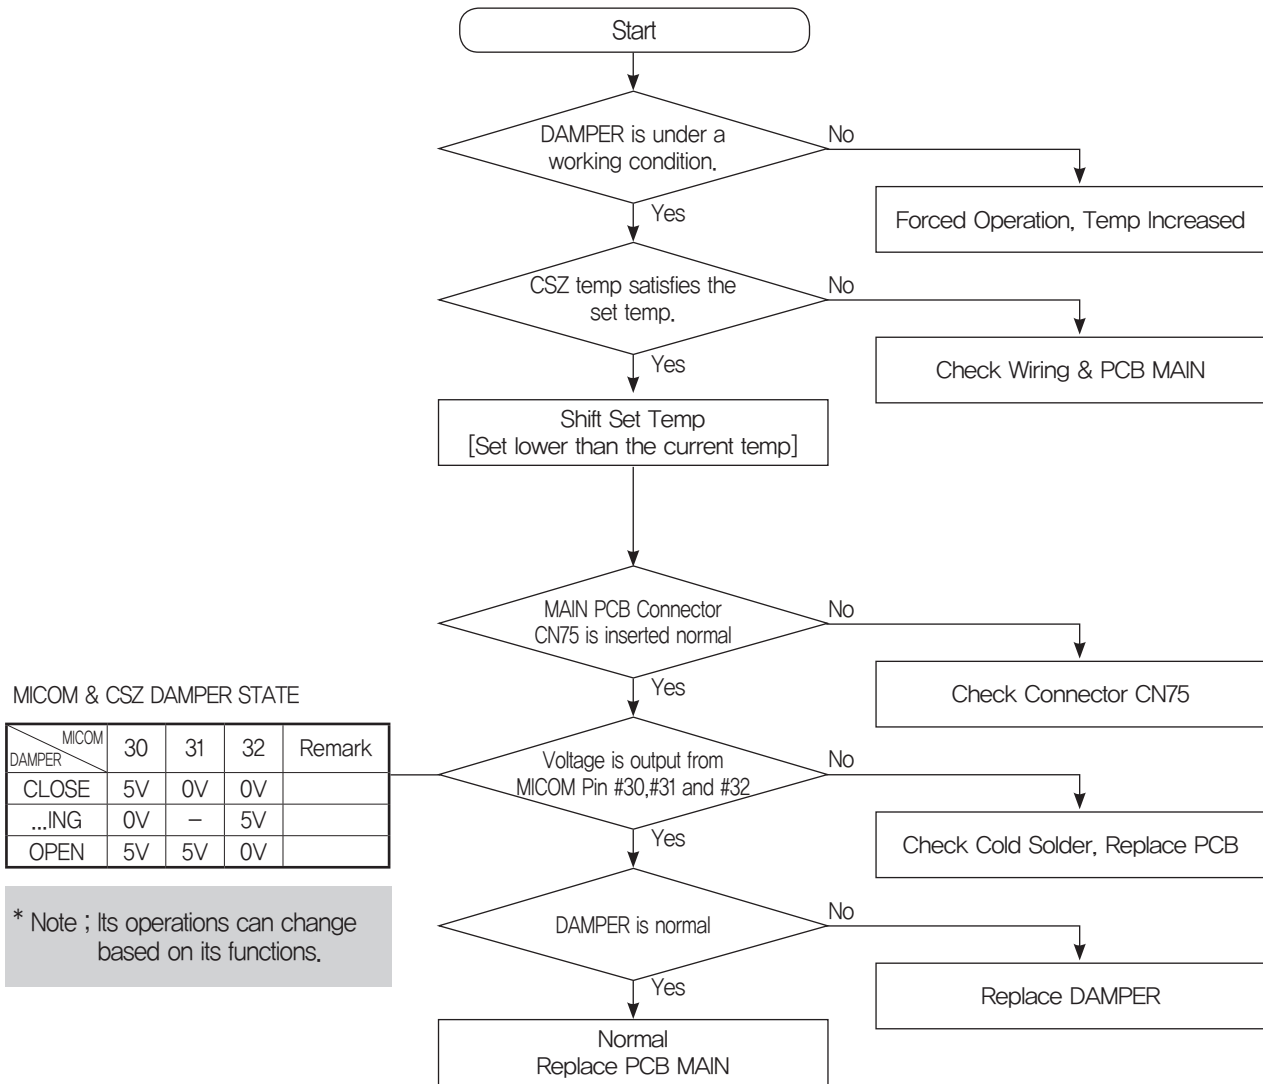 Start
DAMPER is under a
working condition.
No
Forced Operation, Temp Increased
Yes
CSZ temp satisfies the
set temp.
No
Check Wiring & PCB MAIN
Yes
Shift Set Temp
[Set lower than the current temp]
MAIN PCB Connector
CN75 is inserted normal
No
Check Connector CN75
Yes
MICOM & CSZ DAMPER STATE
MICOM
DAMPER 30 31 32 Remark
CLOSE 5V 0V 0V
...ING 0V – 5V
OPEN 5V 5V 0V
Voltage is output from
MICOM Pin #30,#31 and #32
No
Check Cold Solder, Replace PCB
Yes
* Note ; Its operations can change
based on its functions.
DAMPER is normal
No
Replace DAMPER
Yes
Normal
Replace PCB MAIN